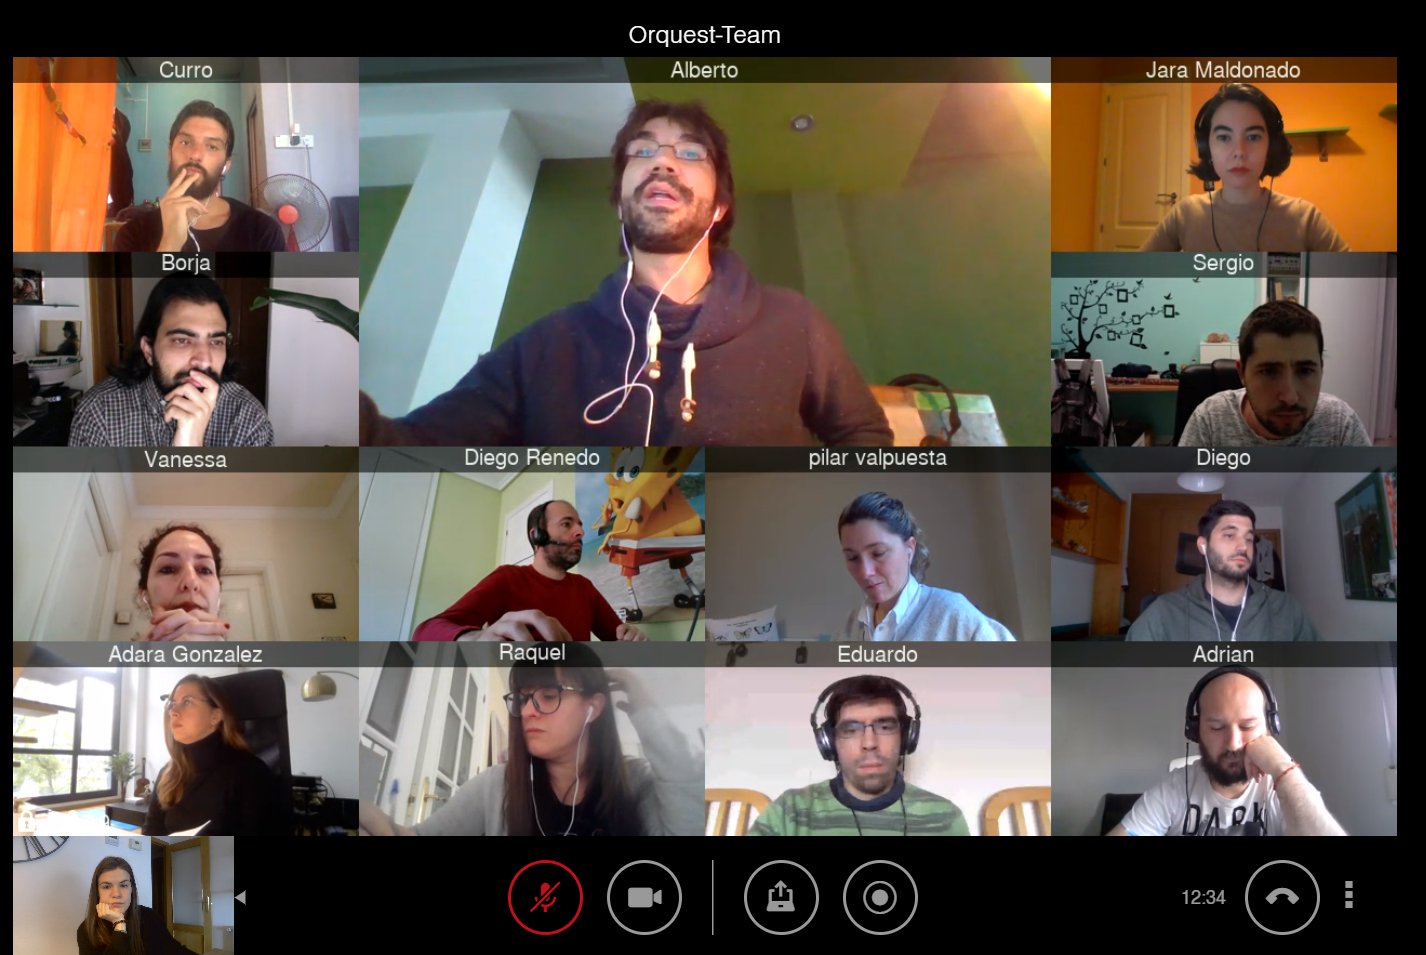 Orquest-Team
Curro
Alberto
Jara Maldonado
Borja
Sergio
Vanessa
Diego Renedo
pilar valpuesta
Diego
Adara Gonzalez
Raquel
Eduardo
Adrian
DARK
12:34